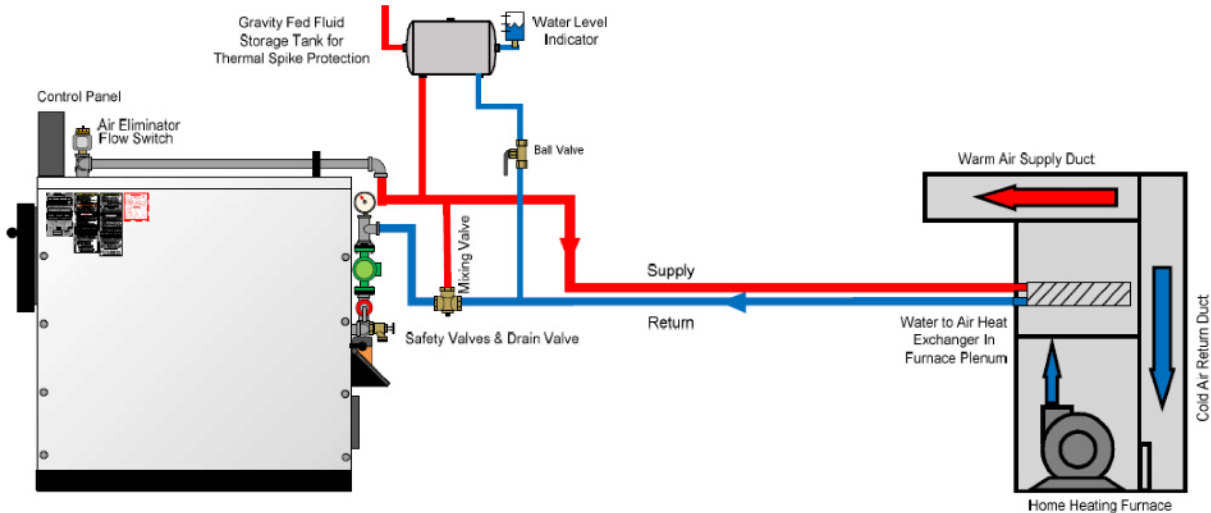 Gravity Fed Fluid
Storage Tank for
Thermal Spike Protection
Water Level
Indicator
Control Panel
Air Eliminator
Flow Switch
Ball Valve
Warm Air Supply Duct
Mixing Valve
Supply
Return
Safety Valves & Drain Valve
Water to Air Heat
Exchanger In
Furnace Plenum
Cold Air Return Duct
Home Heating Furnace